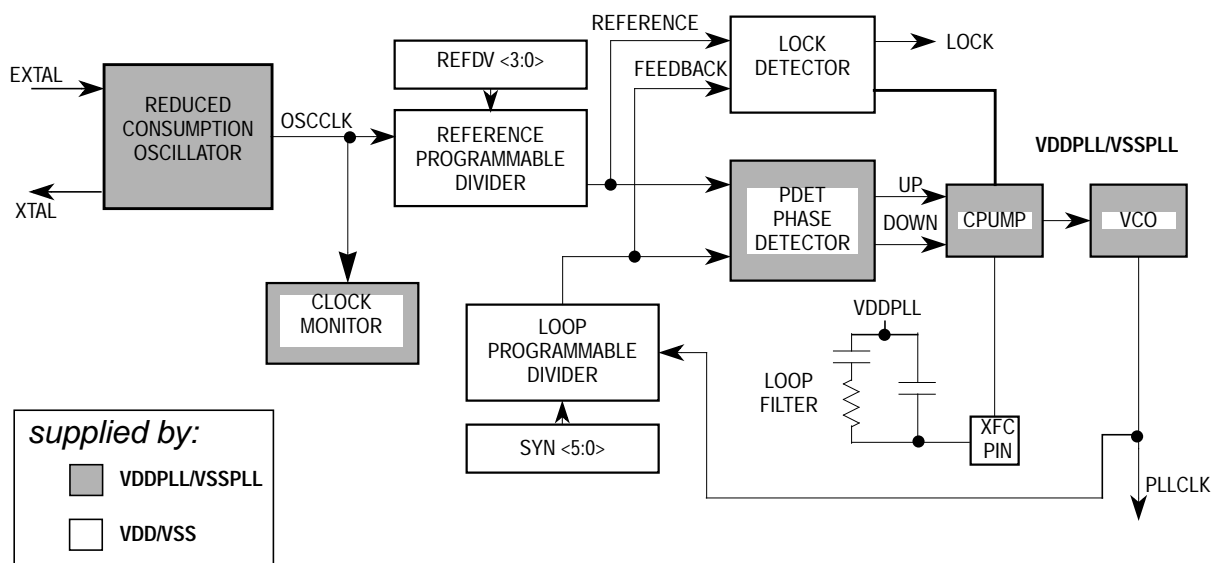 EXTAL
XTAL
REDUCED
CONSUMPTION
OSCILLATOR
OSCCLK
REFDV <3:0>
REFERENCE
PROGRAMMABLE
DIVIDER
CLOCK
MONITOR
REFERENCE
FEEDBACK
LOCK
DETECTOR
LOCK
PDET
PHASE
DETECTOR
UP
DOWN
CPUMP
VDDPLL/VSSPLL
VCO
LOOP
PROGRAMMABLE
DIVIDER
SYN <5:0>
VDDPLL
LOOP
FILTER
XFC
PIN
PLLCLK
supplied by:
VDDPLL/VSSPLL
VDD/VSS